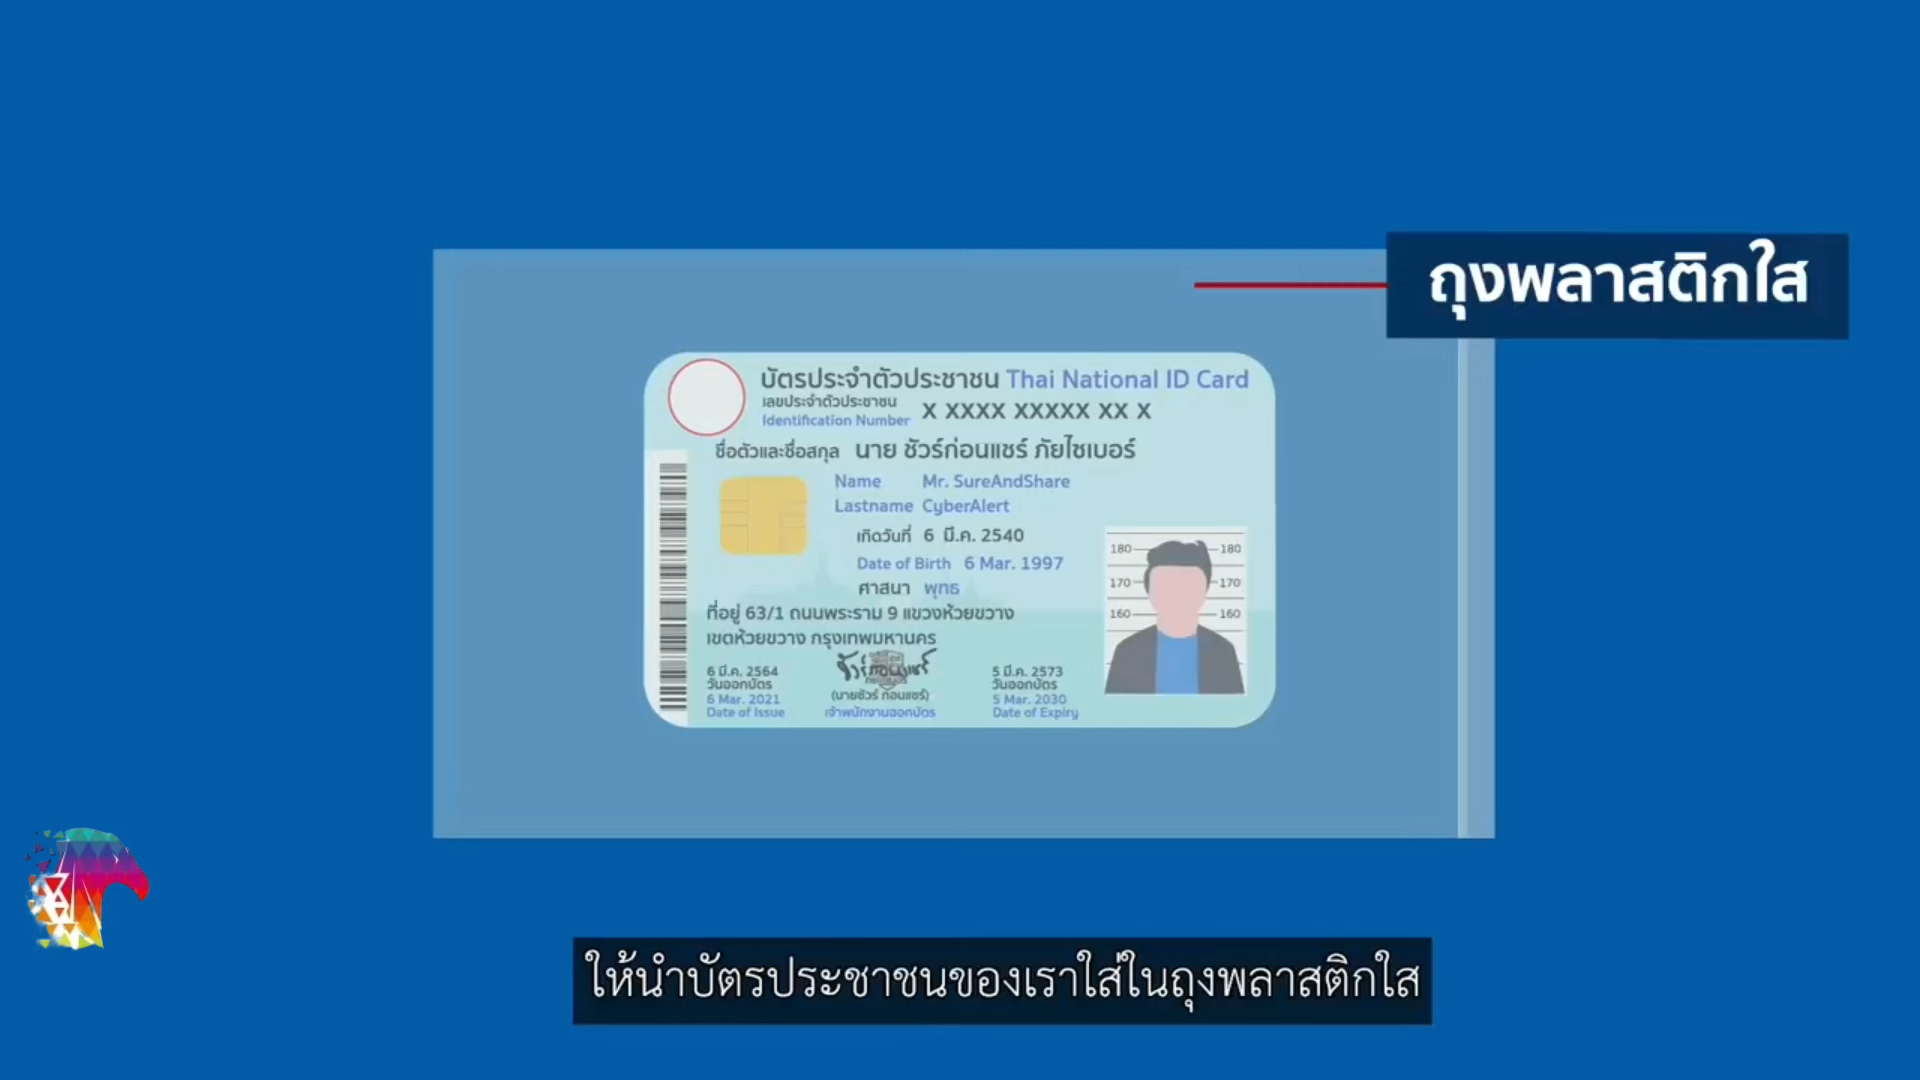 ถุงพลาสติกใส
บัตรประจำตัวประชาชน Thai National ID Card
เลขประจำตัวประชาชน
Identification Number X XXXX XXXXX XX X
ชื่อตัวและชื่อสกุล นาย ชัวร์ก่อนแชร์ ภัยไซเบอร์
Name Mr. SureAndShare
Lastname CyberAlert
เกิดวันที่ 6 มี.ค. 2540
Date of Birth 6 Mar. 1997
ศาสนา พุทธ
ที่อยู่ 63/1 ถนนพระราม 9 แขวงห้วยขวาง
เขตห้วยขวาง กรุงเทพมหานคร
180 180
170 170
160 160
6 มี.ค. 2564
วันออกบัตร
6 Mar. 2021
Date of Issue
(นายชัวร์ ก่อนแชร์)
เจ้าพนักงานออกบัตร
5 มี.ค. 2573
วันออกบัตร
5 Mar. 2030
Date of Expiry
ให้นำบัตรประชาชนของเราใส่ในถุงพลาสติกใส